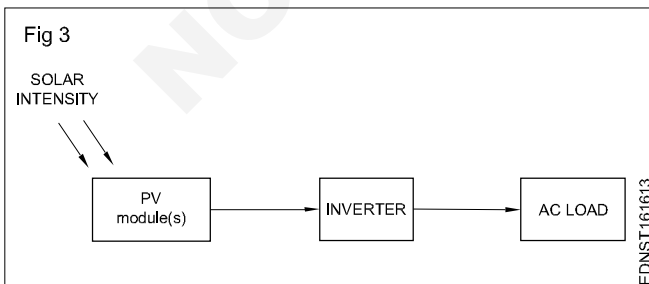 Fig 3
SOLAR
INTENSITY
PV
module(s)
INVERTER
AC LOAD
EDNST161613